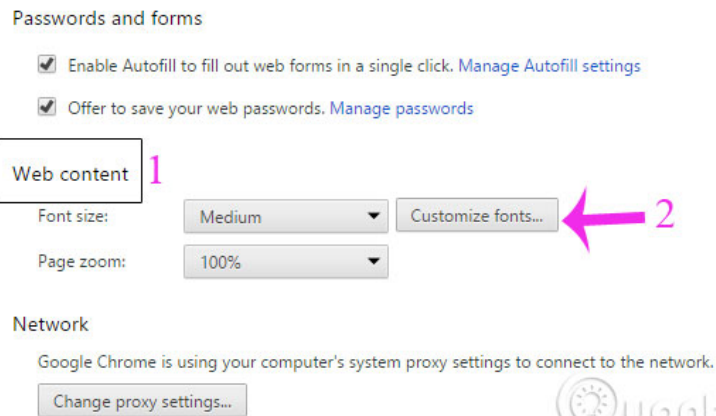 Passwords and forms
Enable Autofill to fill out web forms in a single click. Manage Autofill settings
Offer to save your web passwords. Manage passwords
Web content 1
Font size: Medium Customize fonts... 2
Page zoom: 100%
Network
Google Chrome is using your computer's system proxy settings to connect to the network.
Change proxy settings...